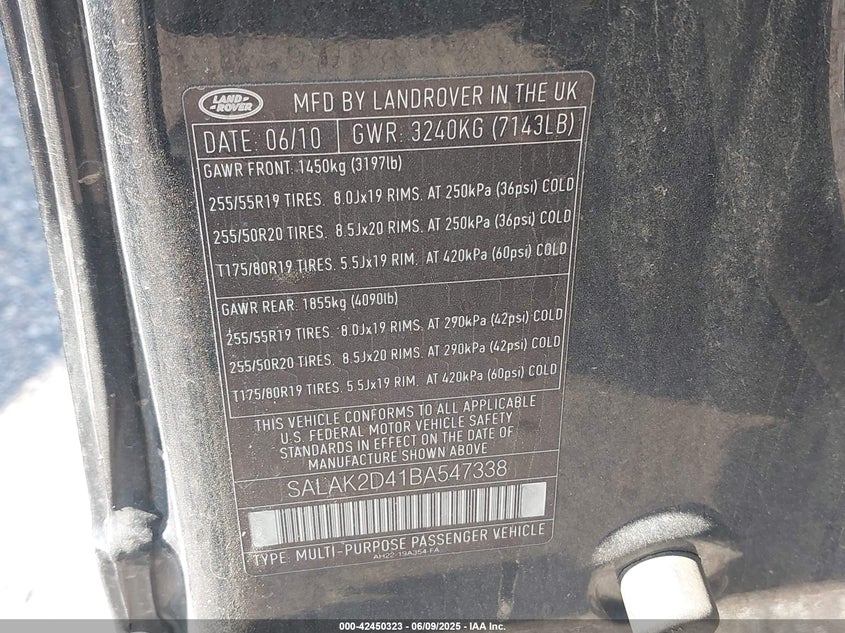 LAND
ROVER
MFD BY LANDROVER IN THE UK
DATE: 06/10 GWR: 3240KG (7143LB)
GAWR FRONT: 1450kg (3197lb)
255/55R19 TIRES. 8.0Jx19 RIMS. AT 250kPa (36psi) COLD
255/50R20 TIRES. 8.5Jx20 RIMS. AT 250kPa (36psi) COLD
T175/80R19 TIRES. 5.5Jx19 RIM. AT 420kPa (60psi) COLD
GAWR REAR: 1855kg (4090lb)
255/55R19 TIRES. 8.0Jx19 RIMS. AT 290kPa (42psi) COLD
255/50R20 TIRES. 8.5Jx20 RIMS. AT 290kPa (42psi) COLD
T175/80R19 TIRES. 5.5Jx19 RIM. AT 420kPa (60psi) COLD
THIS VEHICLE CONFORMS TO ALL APPLICABLE
U.S. FEDERAL MOTOR VEHICLE SAFETY
STANDARDS IN EFFECT ON THE DATE OF
MANUFACTURE SHOWN ABOVE
SALAK2D41BA547338
TYPE: MULTI-PURPOSE PASSENGER VEHICLE
AH22-19A354-FA
000-42450323 - 06/09/2025 - IAA Inc.